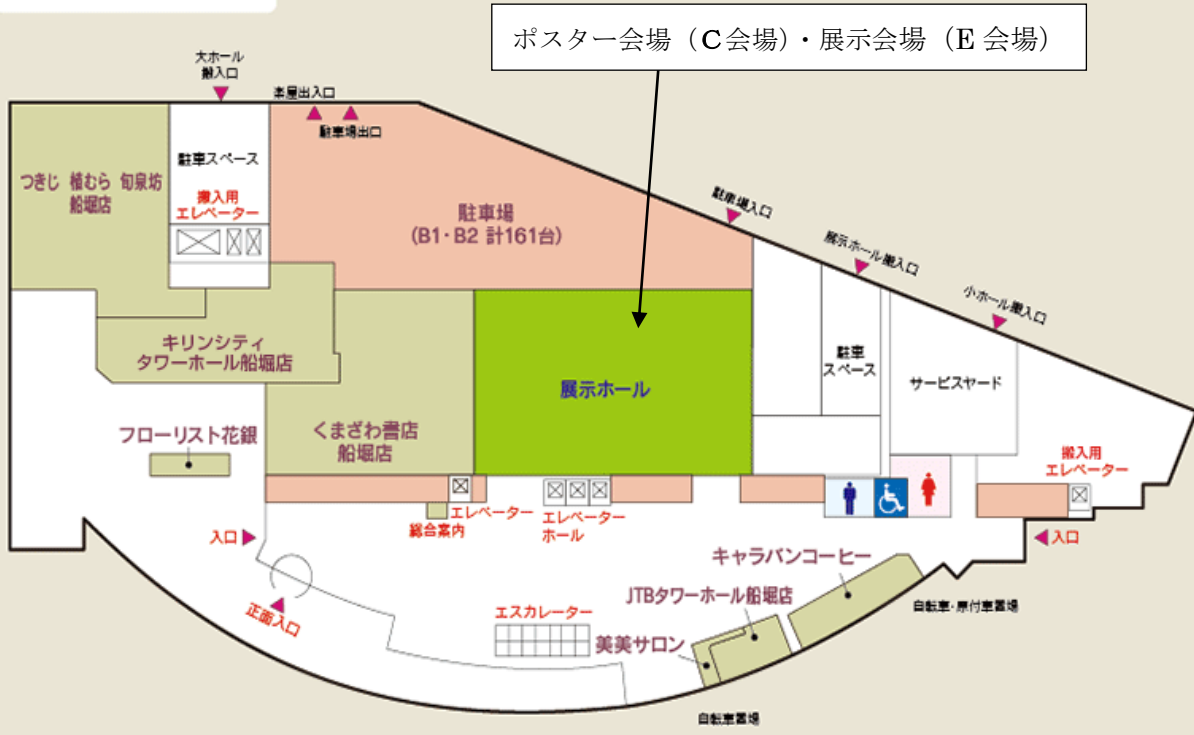 ポスター会場（C会場）・展示会場（E 会場）
大ホール
搬入口
楽屋出入口
駐車場出口
駐車スペース
搬入用
エレベーター
つきじ 植むら 旬泉坊
船堀店
駐車場
(B1・B2 計161台)
駐車場入口
展示ホール搬入口
小ホール搬入口
キリンシティ
タワーホール船堀店
展示ホール
駐車
スペース
サービスヤード
くまざわ書店
船堀店
フローリスト花銀
搬入用
エレベーター
エレベーター
総合案内
エレベーター
ホール
入口
入口
正面入口
キャラバンコーヒー
JTBタワーホール船堀店
エスカレーター
美美サロン
自転車・原付車置場
自転車置場